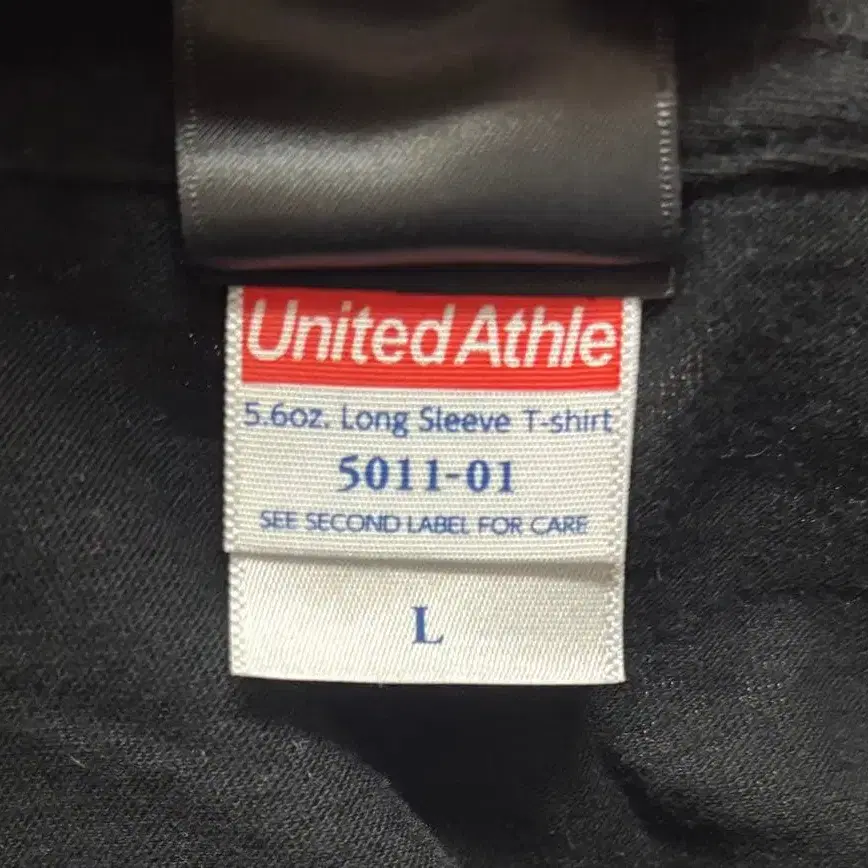 United Athle
5.6oz. Long Sleeve T-shirt
5011-01
SEE SECOND LABEL FOR CARE
L